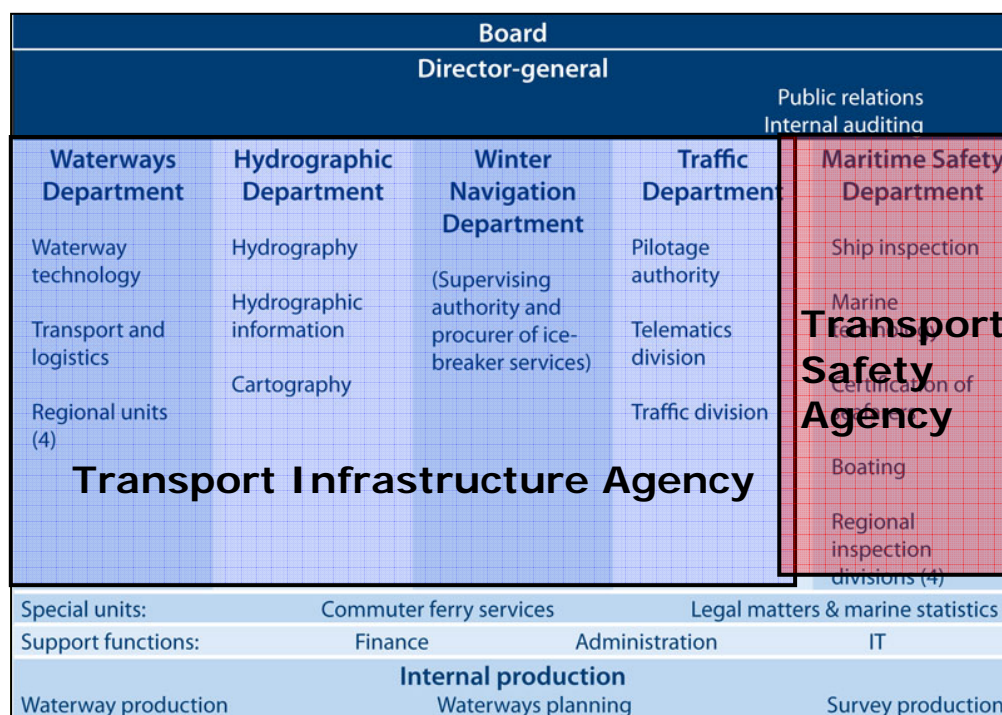 Board
Director-general
Public relations
Internal auditing
Waterways
Department
Waterway
technology
Transport and
logistics
Regional units
(4)
Hydrographic
Department
Hydrography
Hydrographic
information
Cartography
Winter
Navigation
Department
(Supervising
authority and
procurer of ice-
breaker services)
Traffic
Department
Pilotage
authority
Telematics
division
Traffic division
Maritime Safety
Department
Ship inspection
Marine
technology
Certification of
seafarers
Boating
Regional
inspection
divisions (4)
Transport Infrastructure Agency
Transport
Safety
Agency
Special units: Commuter ferry services Legal matters & marine statistics
Support functions: Finance Administration IT
Internal production
Waterway production Waterways planning Survey production